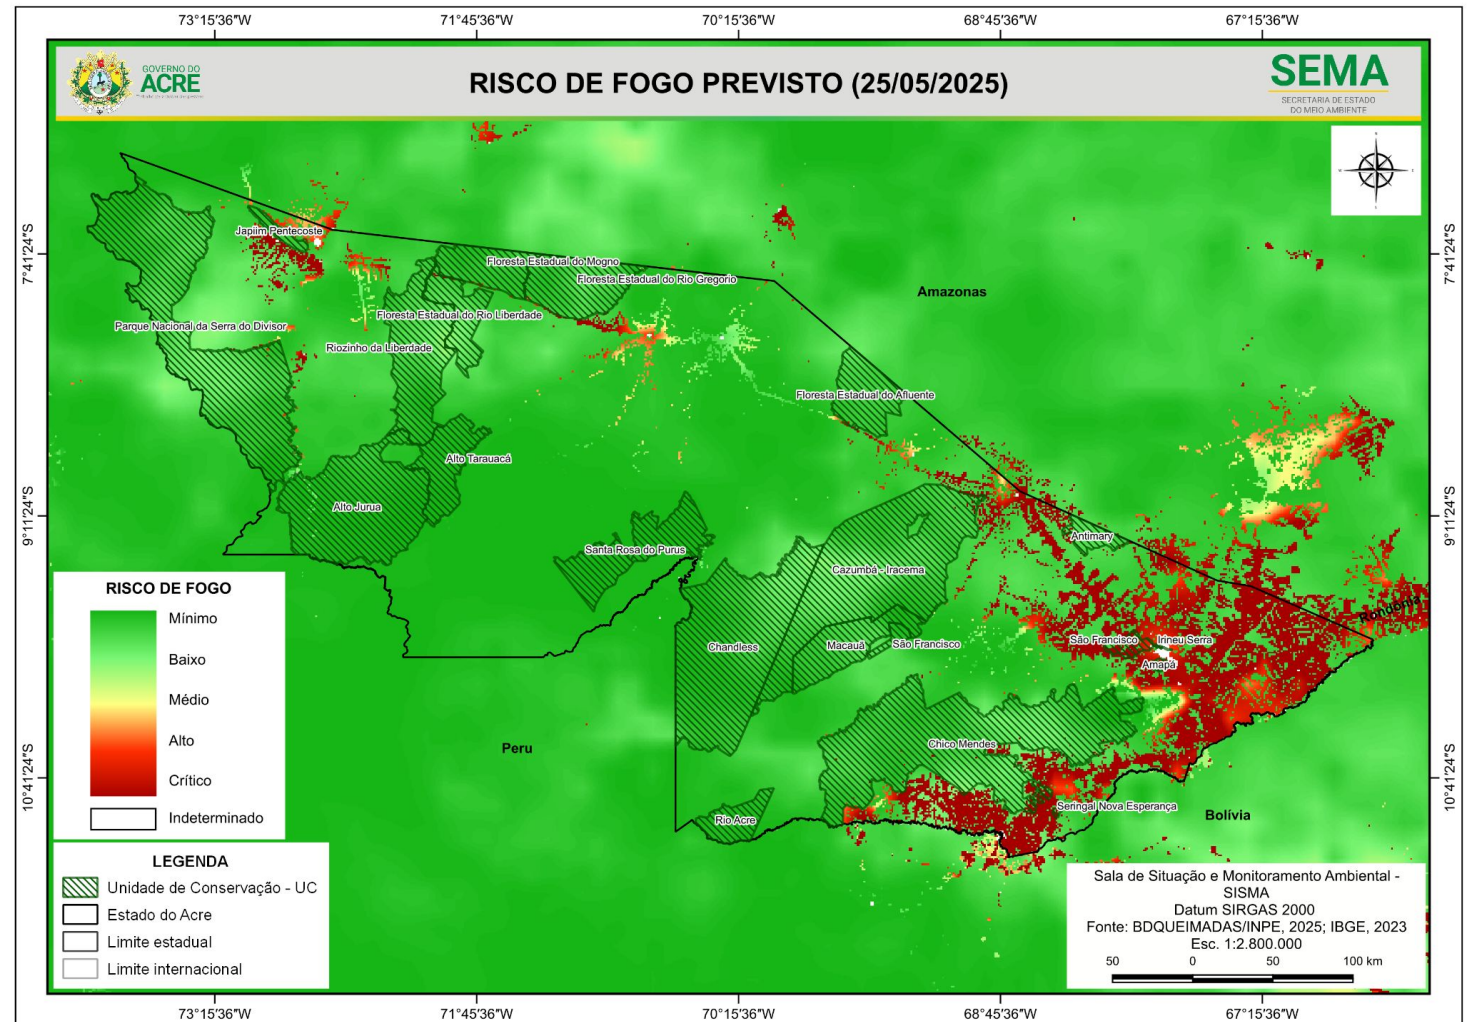 73°15'36"W
71°45'36"W
70°15'36"W
68°45'36"W
67°15'36"W
GOVERNO DO
ACRE
RISCO DE FOGO PREVISTO (25/05/2025)
SEMA
SECRETARIA DE ESTADO
DO MEIO AMBIENTE
7°41'24"S
7°41'24"S
Japiim Pentecoste
Floresta Estadual do Mogno
Floresta Estadual do Rio Gregorio
Amazonas
Parque Nacional da Serra do Divisor
Floresta Estadual do Rio Liberdade
Riozinho da Liberdade
Floresta Estadual do Afluente
Alto Tarauacá
Alto Jurua
9°11'24"S
9°11'24"S
Antimary
Santa Rosa do Purus
Cazumbá - Iracema
Rondônia
Chandless
Macauã
São Francisco
São Francisco
Irineu Serra
Amapá
Peru
Chico Mendes
10°41'24"S
10°41'24"S
Seringal Nova Esperança
Bolívia
Rio Acre
RISCO DE FOGO
Mínimo
Baixo
Médio
Alto
Crítico
Indeterminado
LEGENDA
Unidade de Conservação - UC
Estado do Acre
Limite estadual
Limite internacional
Sala de Situação e Monitoramento Ambiental -
SISMA
Datum SIRGAS 2000
Fonte: BDQUEIMADAS/INPE, 2025; IBGE, 2023
Esc. 1:2.800.000
50 0 50 100 km
73°15'36"W
71°45'36"W
70°15'36"W
68°45'36"W
67°15'36"W